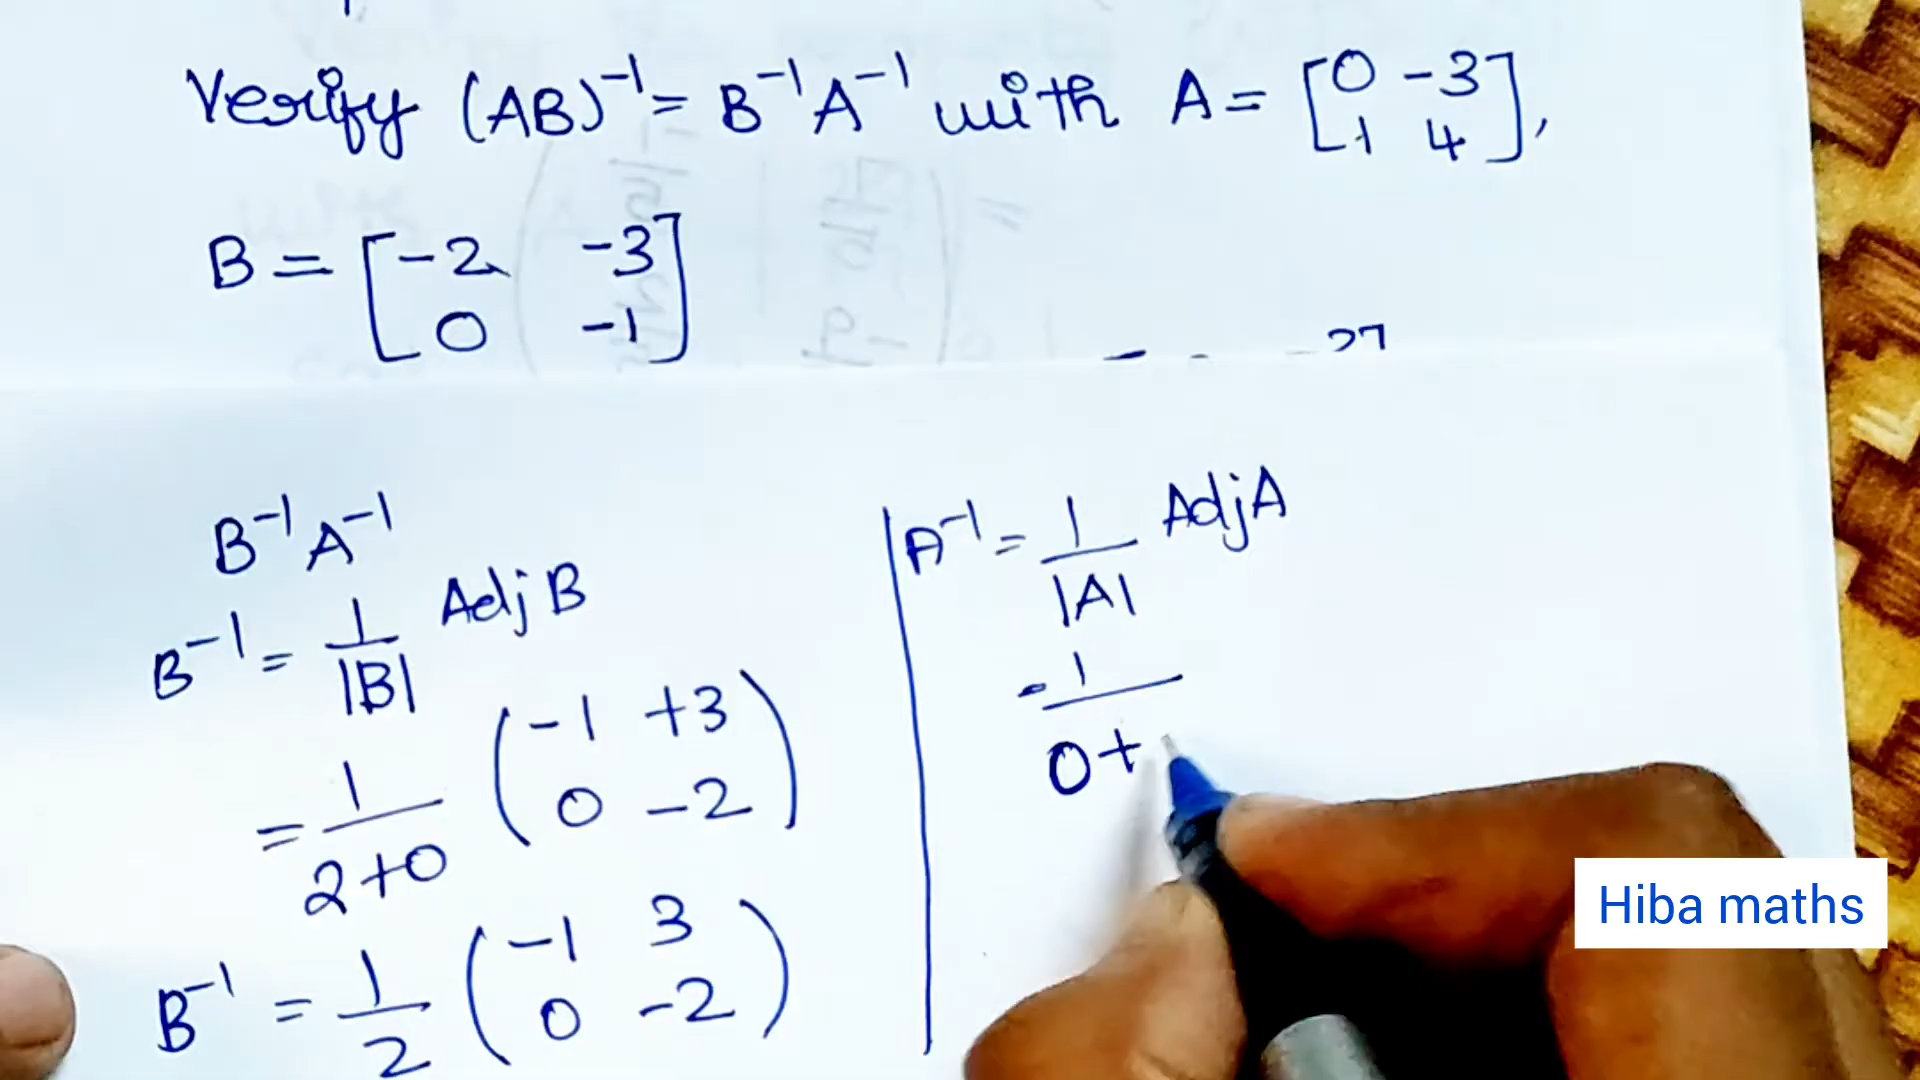 Verify (AB)⁻¹ = B⁻¹A⁻¹ with A = [0 -3
1 4],
B = [-2 -3
0 -1]
B⁻¹A⁻¹
B⁻¹ = 1/|B| Adj B
= 1/2+0 (-1 +3
0 -2)
B⁻¹ = 1/2 (-1 3
0 -2)
A⁻¹ = 1/|A| AdjA
- 1/0+
Hiba maths